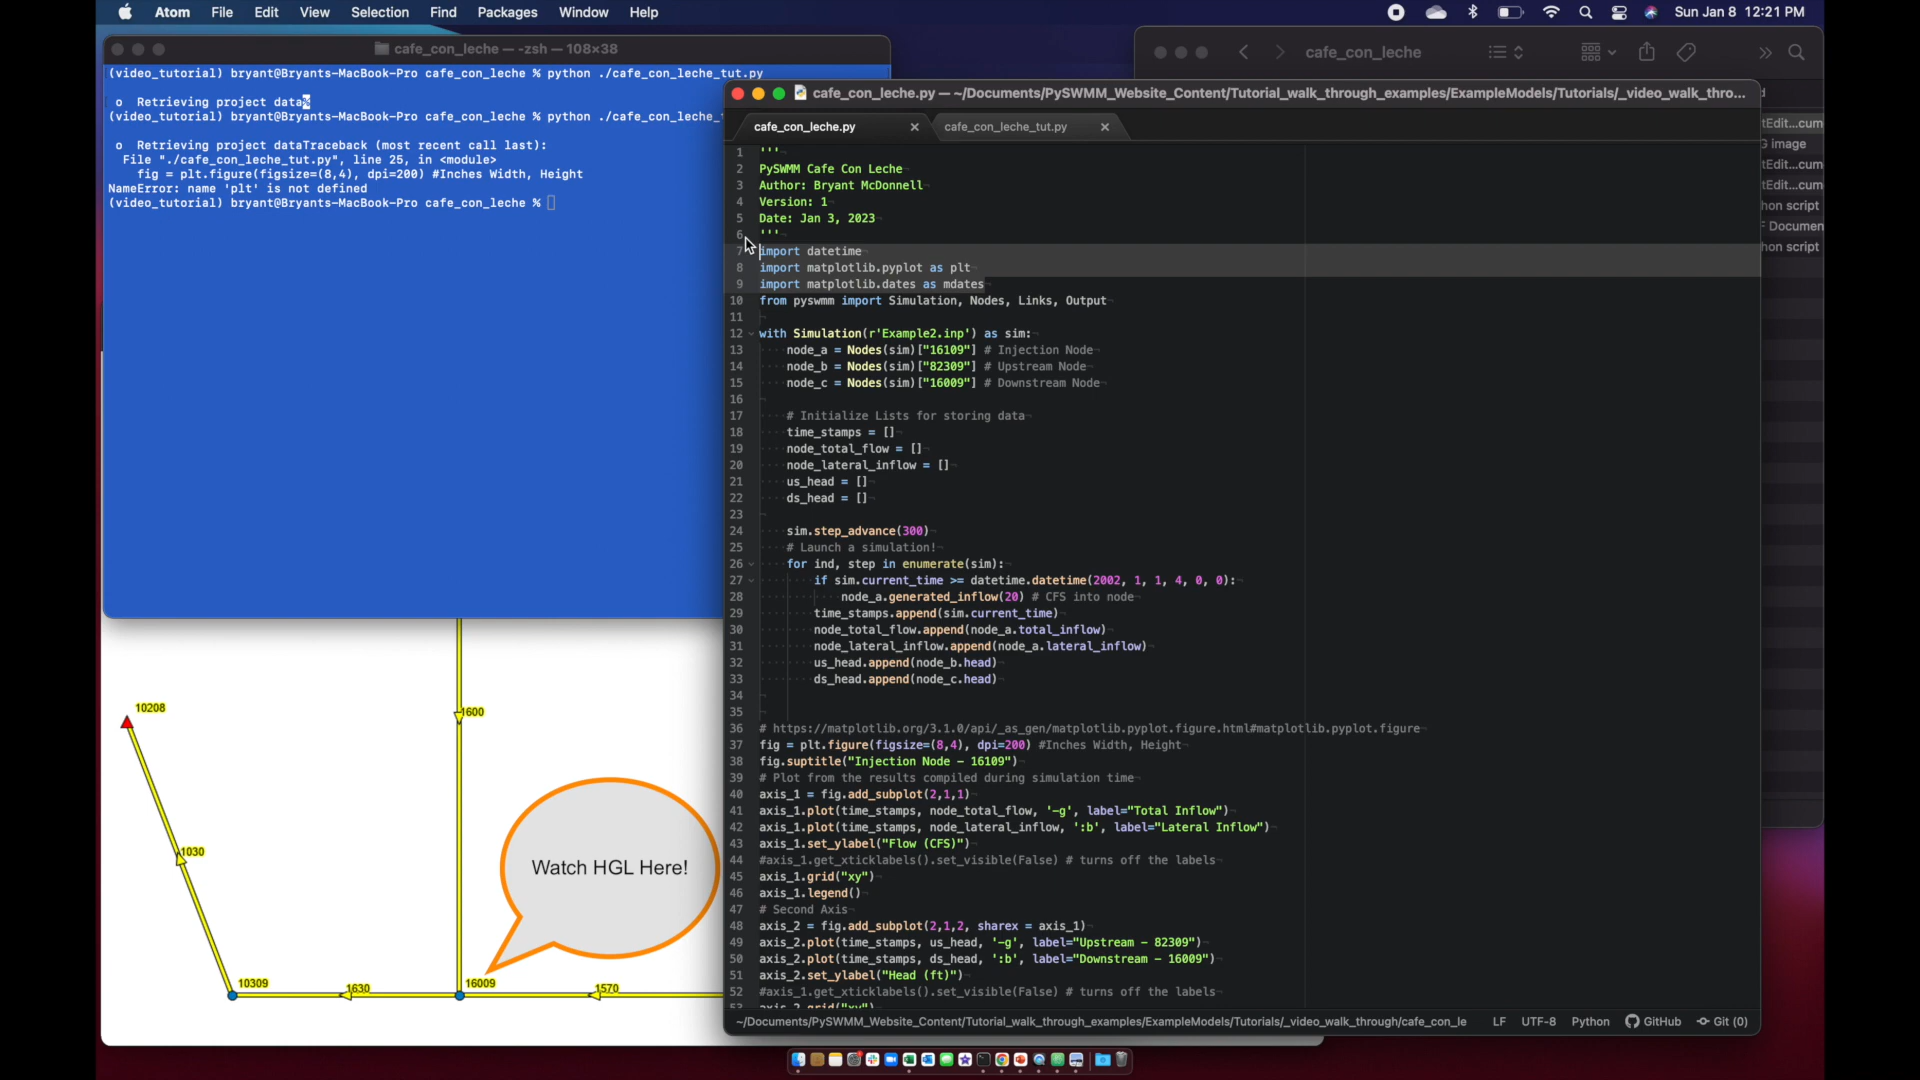 Atom File Edit View Selection Find Packages Window Help
Sun Jan 8 12:21 PM
cafe_con_leche — -zsh — 108×38
(video_tutorial) bryant@Bryants-MacBook-Pro cafe_con_leche % python ./cafe_con_leche_tut.py
o Retrieving project data%
(video_tutorial) bryant@Bryants-MacBook-Pro cafe_con_leche % python ./cafe_con_leche_t
o Retrieving project dataTraceback (most recent call last):
File "./cafe_con_leche_tut.py", line 25, in <module>
fig = plt.figure(figsize=(8,4), dpi=200) #Inches Width, Height
NameError: name 'plt' is not defined
(video_tutorial) bryant@Bryants-MacBook-Pro cafe_con_leche %
cafe_con_leche
tEdit...cum
G image
tEdit...cum
tEdit...cum
hon script
F Documen
hon script
cafe_con_leche.py — ~/Documents/PySWMM_Website_Content/Tutorial_walk_through_examples/ExampleModels/Tutorials/_video_walk_thro...
cafe_con_leche.py
cafe_con_leche_tut.py
1 '''
2 PySWMM Cafe Con Leche
3 Author: Bryant McDonnell
4 Version: 1
5 Date: Jan 3, 2023
6 '''
7 import datetime
8 import matplotlib.pyplot as plt
9 import matplotlib.dates as mdates
10 from pyswmm import Simulation, Nodes, Links, Output
11
12 with Simulation(r'Example2.inp') as sim:
13 node_a = Nodes(sim)["16109"] # Injection Node
14 node_b = Nodes(sim)["82309"] # Upstream Node
15 node_c = Nodes(sim)["16009"] # Downstream Node
16
17 # Initialize Lists for storing data
18 time_stamps = []
19 node_total_flow = []
20 node_lateral_inflow = []
21 us_head = []
22 ds_head = []
23
24 sim.step_advance(300)
25 # Launch a simulation!
26 for ind, step in enumerate(sim):
27 if sim.current_time >= datetime.datetime(2002, 1, 1, 4, 0, 0):
28 node_a.generated_inflow(20) # CFS into node
29 time_stamps.append(sim.current_time)
30 node_total_flow.append(node_a.total_inflow)
31 node_lateral_inflow.append(node_a.lateral_inflow)
32 us_head.append(node_b.head)
33 ds_head.append(node_c.head)
34
35
36 # https://matplotlib.org/3.1.0/api/_as_gen/matplotlib.pyplot.figure.html#matplotlib.pyplot.figure
37 fig = plt.figure(figsize=(8,4), dpi=200) #Inches Width, Height
38 fig.suptitle("Injection Node - 16109")
39 # Plot from the results compiled during simulation time
40 axis_1 = fig.add_subplot(2,1,1)
41 axis_1.plot(time_stamps, node_total_flow, '-g', label="Total Inflow")
42 axis_1.plot(time_stamps, node_lateral_inflow, ':b', label="Lateral Inflow")
43 axis_1.set_ylabel("Flow (CFS)")
44 #axis_1.get_xticklabels().set_visible(False) # turns off the labels
45 axis_1.grid("xy")
46 axis_1.legend()
47 # Second Axis
48 axis_2 = fig.add_subplot(2,1,2, sharex = axis_1)
49 axis_2.plot(time_stamps, us_head, '-g', label="Upstream - 82309")
50 axis_2.plot(time_stamps, ds_head, ':b', label="Downstream - 16009")
51 axis_2.set_ylabel("Head (ft)")
52 #axis_1.get_xticklabels().set_visible(False) # turns off the labels
53 axis_2.grid("xy")
~/Documents/PySWMM_Website_Content/Tutorial_walk_through_examples/ExampleModels/Tutorials/_video_walk_through/cafe_con_le
LF UTF-8 Python GitHub Git (0)
10208
1600
1030
Watch HGL Here!
10309
1630
16009
1570